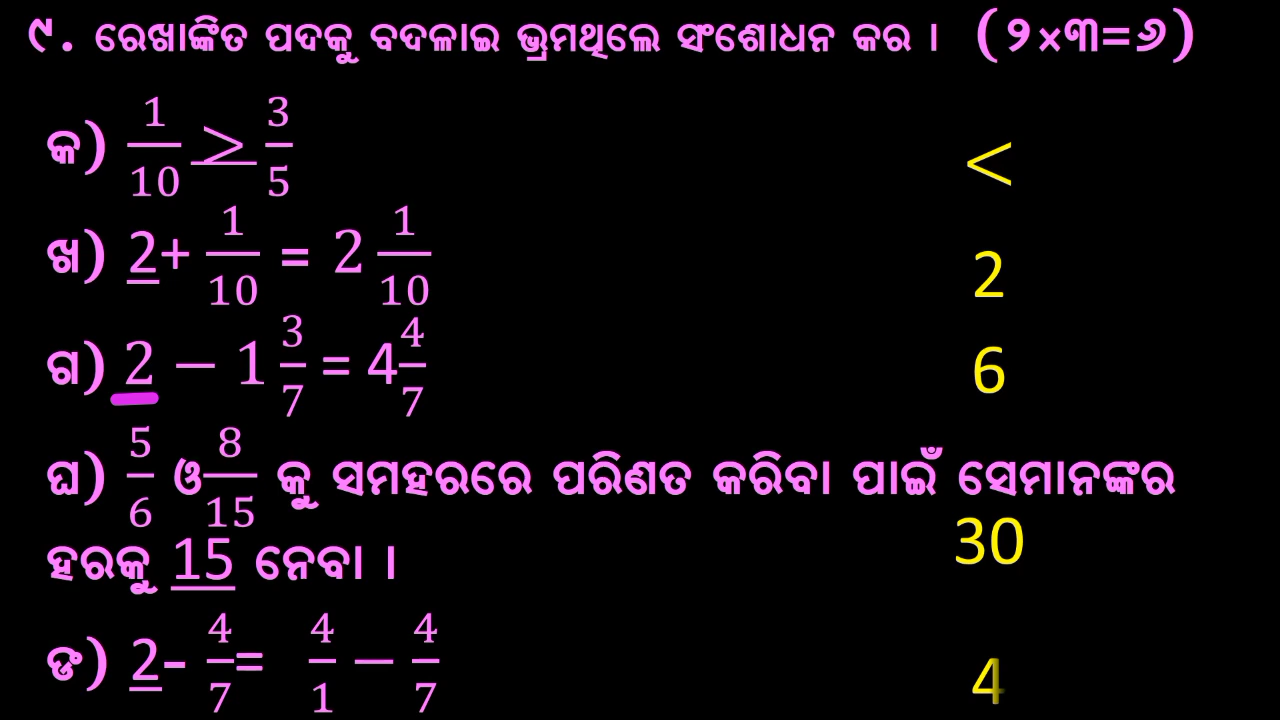 ୯. ରେଖାଙ୍କିତ ପଦକୁ ବଦଳାଇ ଭ୍ରମଥିଲେ ସଂଶୋଧନ କର । (୨×୩=୬)
କ) 1/10 > 3/5 <
ଖ) 2+ 1/10 = 2 1/10 2
ଗ) 2 − 1 3/7 = 4 4/7 6
ଘ) 5/6 ଓ 8/15 କୁ ସମହରରେ ପରିଣତ କରିବା ପାଇଁ ସେମାନଙ୍କର
ହରକୁ 15 ନେବା । 30
ଙ) 2- 4/7 = 4/1 − 4/7 4